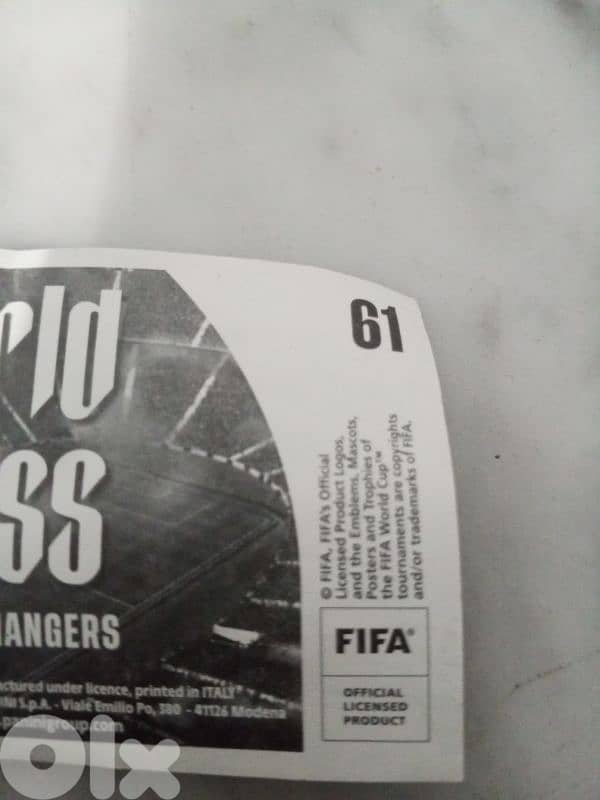 rld
ss
HANGERS
ctured under licence, printed in ITALY
NI S.p.A. - Viale Emilio Po, 380 - 41126 Modena
.paninigroup.com
61
© FIFA, FIFA's Official
Licensed Product Logos,
and the Emblems, Mascots,
Posters and Trophies of
the FIFA World Cup™
tournaments are copyrights
and/or trademarks of FIFA.
FIFA®
OFFICIAL
LICENSED
PRODUCT
olx